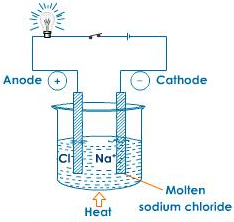 Anode +
− Cathode
Cl⁻ Na⁺
Molten
sodium chloride
Heat